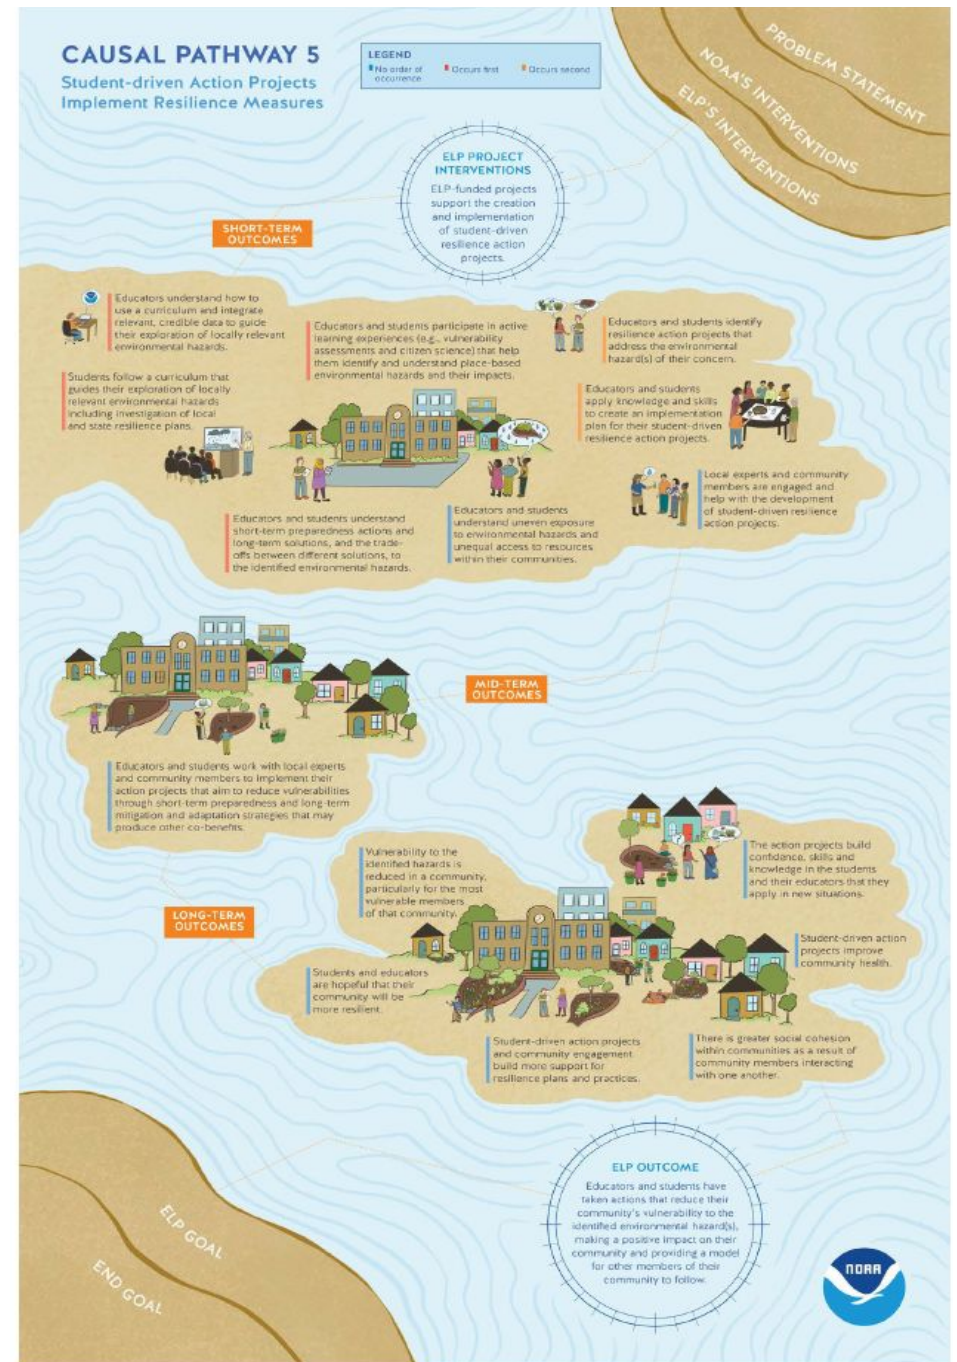 CAUSAL PATHWAY 5
Student-driven Action Projects
Implement Resilience Measures
LEGEND
No order of
occurrence
Occurs first
Occurs second
PROBLEM STATEMENT
NOAA'S INTERVENTIONS
ELP'S INTERVENTIONS
ELP PROJECT
INTERVENTIONS
ELP-funded projects
support the creation
and implementation
of student-driven
resilience action
projects.
SHORT-TERM
OUTCOMES
Educators understand how to
use a curriculum and integrate
relevant, credible data to guide
their exploration of locally relevant
environmental hazards.
Students follow a curriculum that
guides their exploration of locally
relevant environmental hazards
including investigation of local
and state resilience plans.
Educators and students participate in active
learning experiences (e.g., vulnerability
assessments and citizen science) that help
them identify and understand place-based
environmental hazards and their impacts.
Educators and students identify
resilience action projects that
address the environmental
hazard(s) of their concern.
Educators and students
apply knowledge and skills
to create an implementation
plan for their student-driven
resilience action projects.
Local experts and community
members are engaged and
help with the development
of student-driven resilience
action projects.
Educators and students understand
short-term preparedness actions and
long-term solutions, and the trade-
offs between different solutions, to
the identified environmental hazards.
Educators and students
understand uneven exposure
to environmental hazards and
unequal access to resources
within their communities.
MID-TERM
OUTCOMES
Educators and students work with local experts
and community members to implement their
action projects that aim to reduce vulnerabilities
through short-term preparedness and long-term
mitigation and adaptation strategies that may
produce other co-benefits.
LONG-TERM
OUTCOMES
Vulnerability to the
identified hazards is
reduced in a community,
particularly for the most
vulnerable members
of that community.
The action projects build
confidence, skills and
knowledge in the students
and their educators that they
apply in new situations.
Student-driven action
projects improve
community health.
Students and educators
are hopeful that their
community will be
more resilient.
Student-driven action projects
and community engagement
build more support for
resilience plans and practices.
There is greater social cohesion
within communities as a result of
community members interacting
with one another.
ELP OUTCOME
Educators and students have
taken actions that reduce their
community's vulnerability to the
identified environmental hazard(s),
making a positive impact on their
community and providing a model
for other members of their
community to follow.
ELP GOAL
END GOAL
NOAA